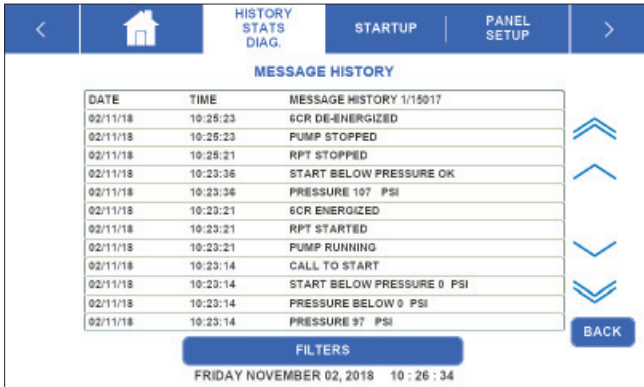 HISTORY
STATS
DIAG.
STARTUP
PANEL
SETUP
MESSAGE HISTORY
DATE TIME MESSAGE HISTORY 1/15017
02/11/18 10:25:23 6CR DE-ENERGIZED
02/11/18 10:25:23 PUMP STOPPED
02/11/18 10:25:21 RPT STOPPED
02/11/18 10:23:36 START BELOW PRESSURE OK
02/11/18 10:23:36 PRESSURE 107 PSI
02/11/18 10:23:21 6CR ENERGIZED
02/11/18 10:23:21 RPT STARTED
02/11/18 10:23:21 PUMP RUNNING
02/11/18 10:23:14 CALL TO START
02/11/18 10:23:14 START BELOW PRESSURE 0 PSI
02/11/18 10:23:14 PRESSURE BELOW 0 PSI
02/11/18 10:23:14 PRESSURE 97 PSI
BACK
FILTERS
FRIDAY NOVEMBER 02, 2018 10 : 26 : 34